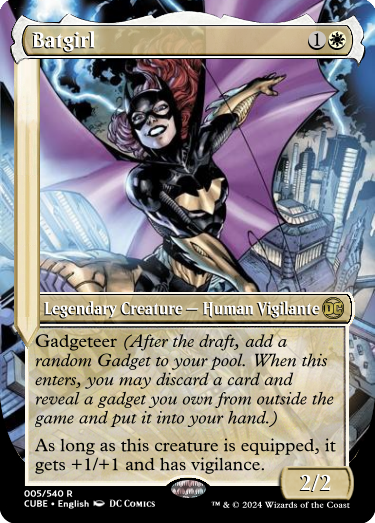 Batgirl 1
Legendary Creature — Human Vigilante DC
Gadgeteer (After the draft, add a
random Gadget to your pool. When this
enters, you may discard a card and
reveal a gadget you own from outside the
game and put it into your hand.)
As long as this creature is equipped, it
gets +1/+1 and has vigilance.
2/2
005/540 R
CUBE • English DC COMICS
™ & © 2024 Wizards of the Coast